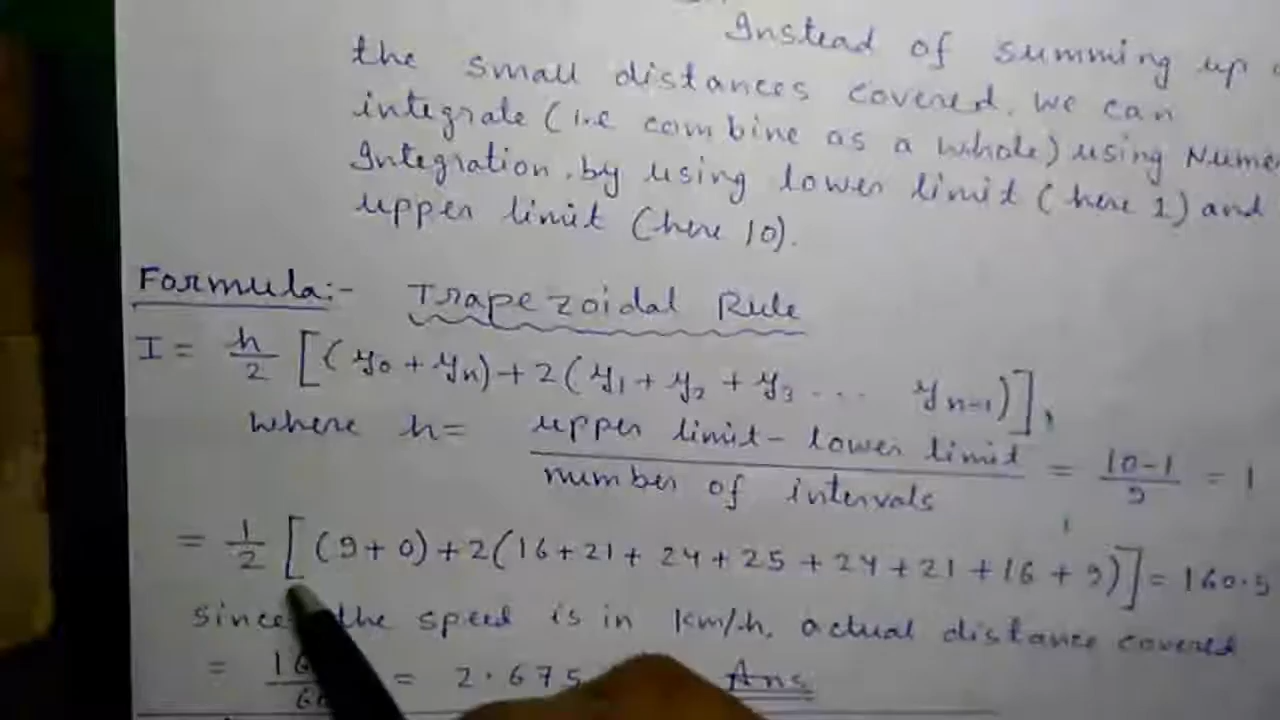 Instead of summing up
the small distances covered, we can
integrate (i.e combine as a whole) using
Integration, by using lower limit (here 1) and
upper limit (here 10).
Formula:- Trapezoidal Rule
I = h/2 [(y₀ + yₙ) + 2(y₁ + y₂ + y₃ ... yₙ₋₁)],
where h = upper limit - lower limit / number of intervals = 10-1/9 = 1
= 1/2 [(9+0) + 2(16+21+24+25+24+21+16+9)] = 160.5
since the speed is in km/h, actual distance covered
= = 2.675 Ans